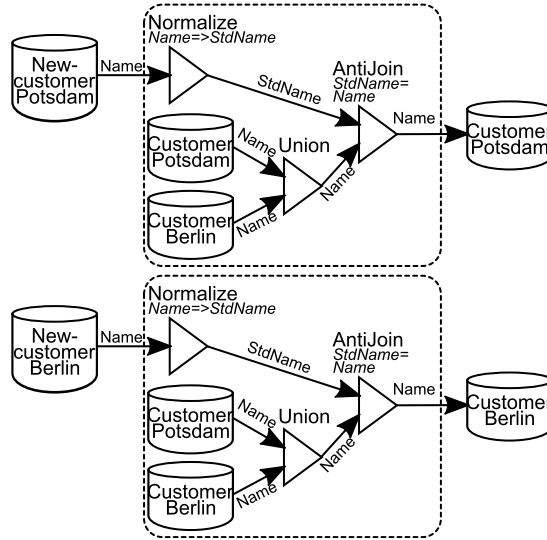 Normalize
Name=>StdName
New-
customer
Potsdam
Name
StdName
AntiJoin
StdName=
Name
Name
Customer
Potsdam
Customer
Potsdam
Name
Union
Name
Customer
Berlin
Name
Normalize
Name=>StdName
New-
customer
Berlin
Name
StdName
AntiJoin
StdName=
Name
Name
Customer
Berlin
Customer
Potsdam
Name
Union
Name
Customer
Berlin
Name